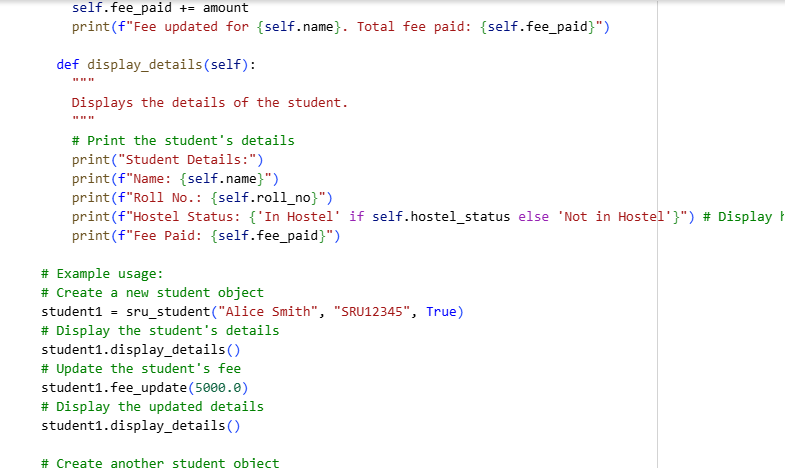 self.fee_paid += amount
print(f"Fee updated for {self.name}. Total fee paid: {self.fee_paid}")
def display_details(self):
"""
Displays the details of the student.
"""
# Print the student's details
print("Student Details:")
print(f"Name: {self.name}")
print(f"Roll No.: {self.roll_no}")
print(f"Hostel Status: {'In Hostel' if self.hostel_status else 'Not in Hostel'}") # Display
print(f"Fee Paid: {self.fee_paid}")
# Example usage:
# Create a new student object
student1 = sru_student("Alice Smith", "SRU12345", True)
# Display the student's details
student1.display_details()
# Update the student's fee
student1.fee_update(5000.0)
# Display the updated details
student1.display_details()
# Create another student object